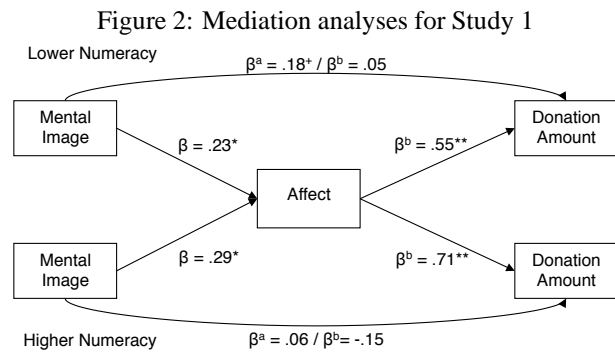 Figure 2: Mediation analyses for Study 1
Lower Numeracy
βᵃ = .18⁺ / βᵇ = .05
Mental
Image
Donation
Amount
β = .23*
βᵇ = .55**
Affect
β = .29*
βᵇ = .71**
Mental
Image
Donation
Amount
Higher Numeracy
βᵃ = .06 / βᵇ= -.15